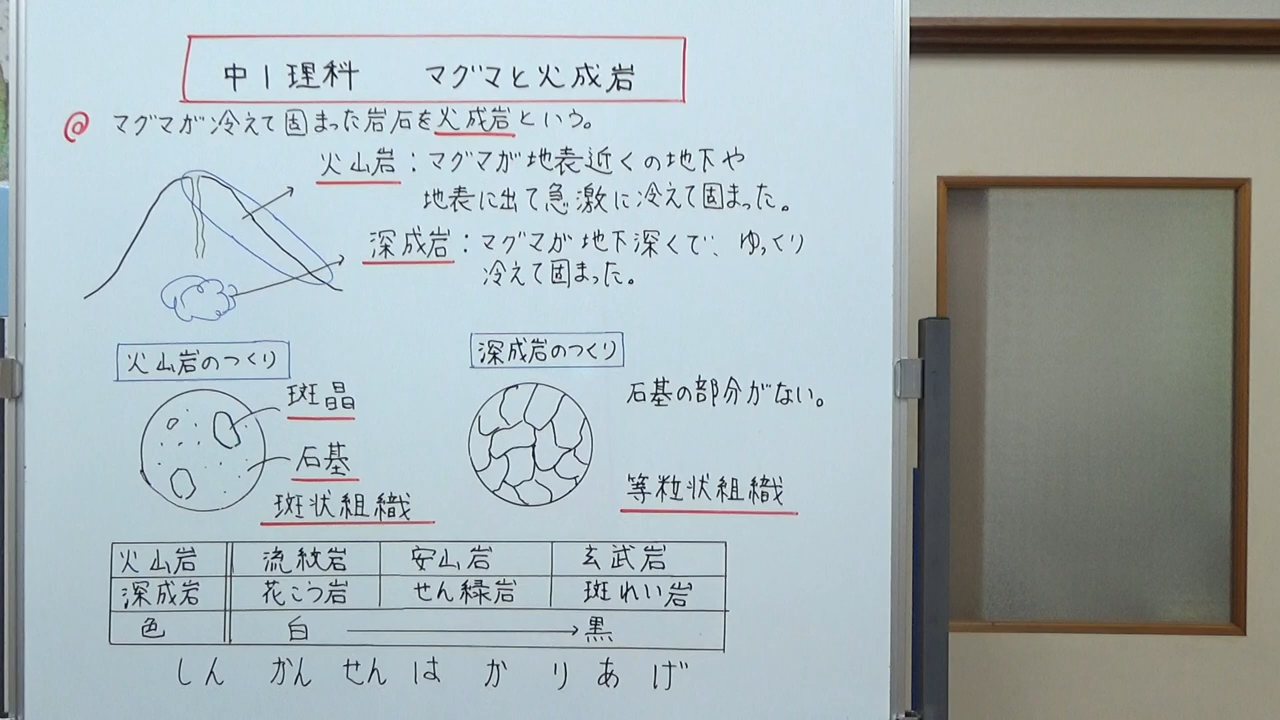 中1理科 マグマと火成岩
@ マグマが冷えて固まった岩石を火成岩という。
火山岩：マグマが地表近くの地下や
地表に出て急激に冷えて固まった。
深成岩：マグマが地下深くで、ゆっくり
冷えて固まった。
火山岩のつくり
斑晶
石基
斑状組織
深成岩のつくり
石基の部分がない。
等粒状組織
火山岩 流紋岩 安山岩 玄武岩
深成岩 花こう岩 せん緑岩 斑れい岩
色 白 → 黒
しん かん せん は か り あ げ